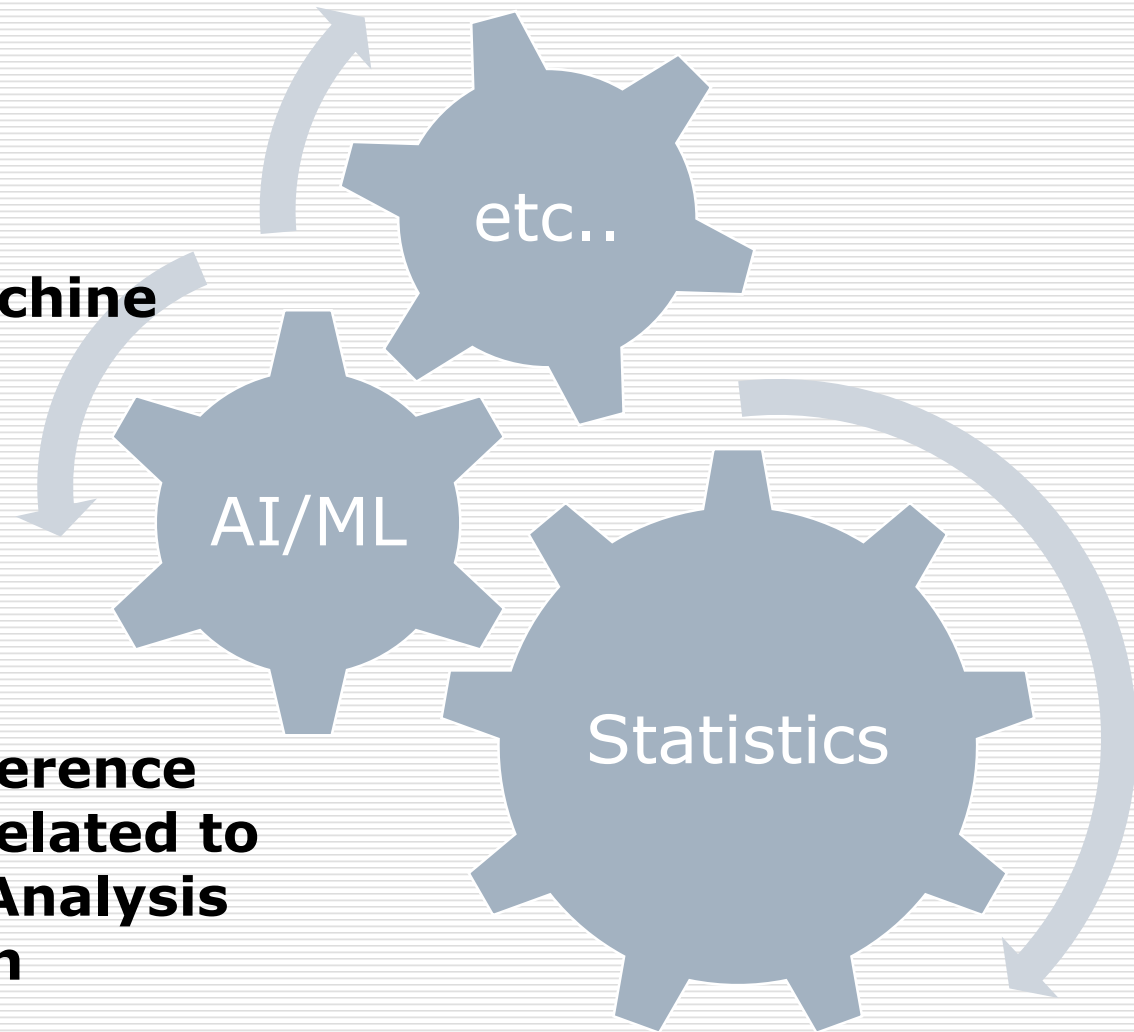 etc..
chine
AI/ML
Statistics
erence
elated to
Analysis
n